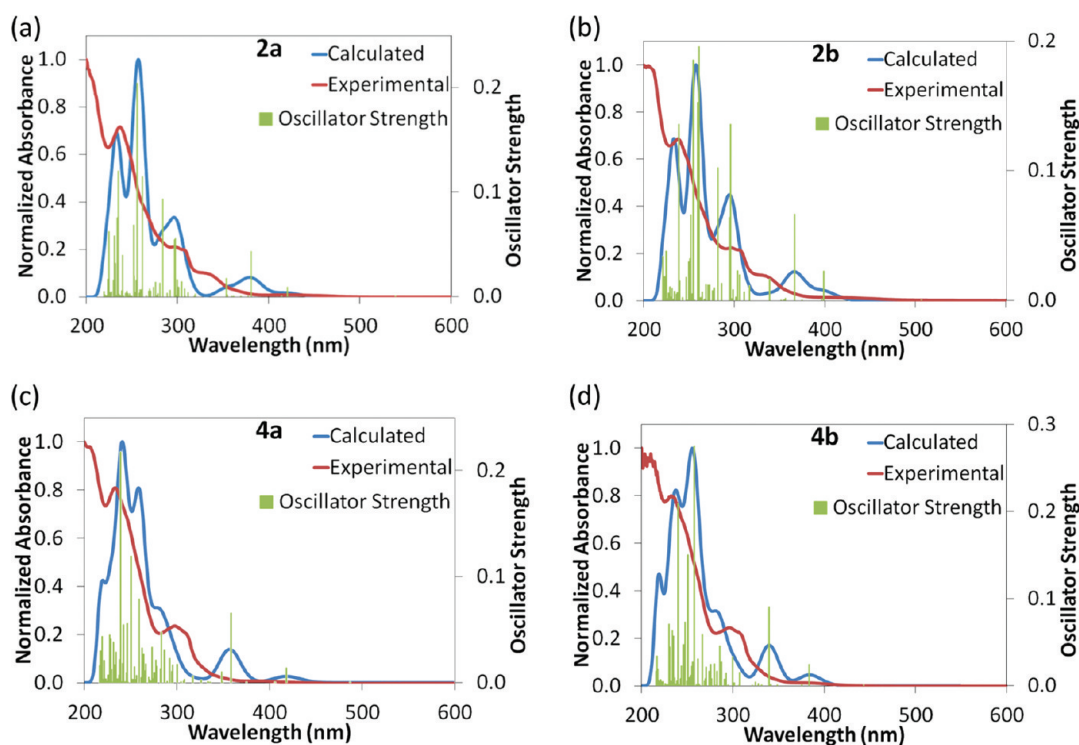 (a)
2a
Calculated
Experimental
Oscillator Strength
Normalized Absorbance
1.0
0.8
0.6
0.4
0.2
0.0
0.2
0.1
0.0
Oscillator Strength
200 300 400 500 600
Wavelength (nm)
(b)
2b
Calculated
Experimental
Oscillator Strength
Normalized Absorbance
1.0
0.8
0.6
0.4
0.2
0.0
0.2
0.1
0.0
Oscillator Strength
200 300 400 500 600
Wavelength (nm)
(c)
4a
Calculated
Experimental
Oscillator Strength
Normalized Absorbance
1.0
0.8
0.6
0.4
0.2
0.0
0.2
0.1
0.0
Oscillator Strength
200 300 400 500 600
Wavelength (nm)
(d)
4b
Calculated
Experimental
Oscillator Strength
Normalized Absorbance
1.0
0.8
0.6
0.4
0.2
0.0
0.3
0.2
0.1
0.0
Oscillator Strength
200 300 400 500 600
Wavelength (nm)